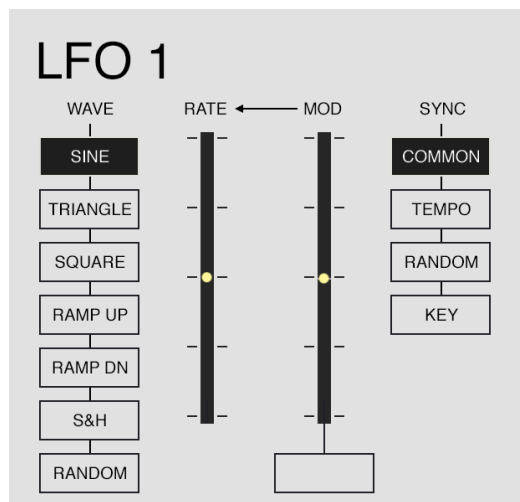 LFO 1
WAVE
RATE
MOD
SYNC
SINE
COMMON
TRIANGLE
TEMPO
SQUARE
RANDOM
RAMP UP
KEY
RAMP DN
S&H
RANDOM